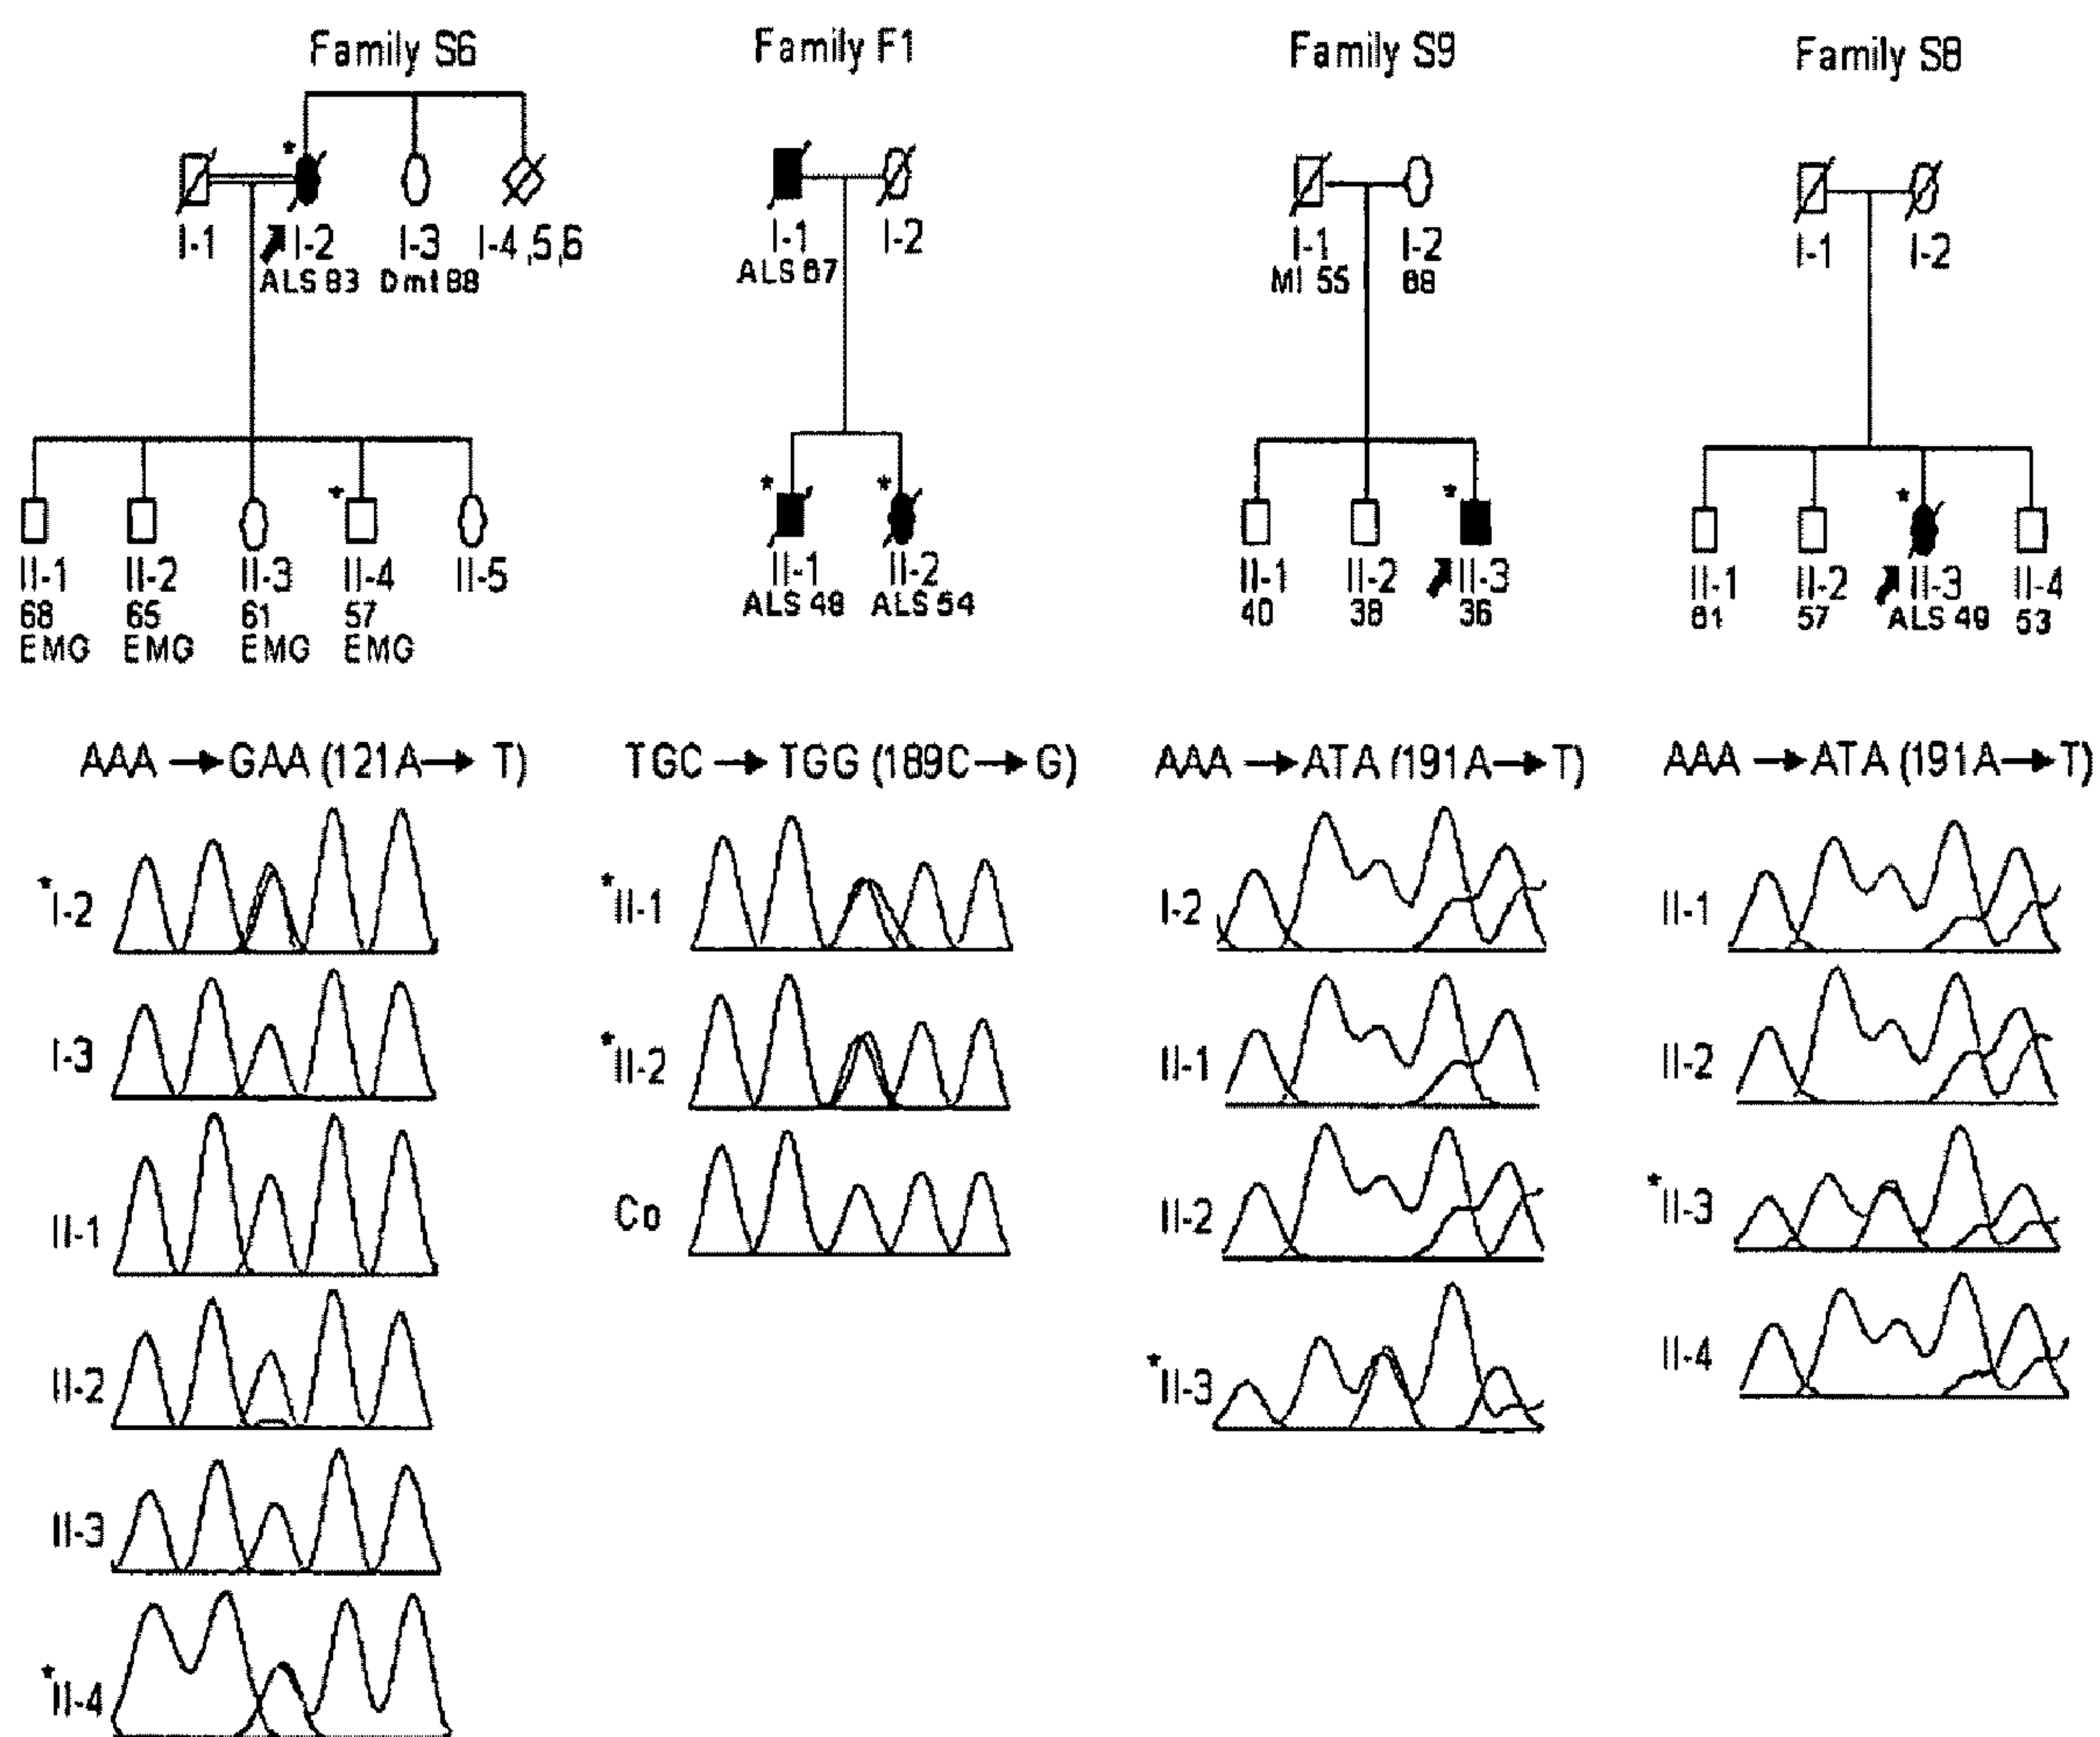 Family S6
Family F1
Family S9
Family S8
*
I-1
I-2
I-3
I-4,5,6
ALS 83
Dmt 88
I-1
I-2
ALS 67
I-1
I-2
MI 55
68
I-1
I-2
*
II-1
II-2
II-3
II-4
II-5
68
65
61
57
EMG
EMG
EMG
EMG
*
*
II-1
II-2
ALS 48
ALS 54
*
II-1
II-2
II-3
40
38
36
*
II-1
II-2
II-3
II-4
61
57
ALS 49
53
AAA → GAA (121A → T)
*I-2
I-3
II-1
II-2
II-3
*II-4
TGC → TGG (189C → G)
*II-1
*II-2
Co
AAA → ATA (191A → T)
I-2
II-1
II-2
*II-3
AAA → ATA (191A → T)
II-1
II-2
*II-3
II-4